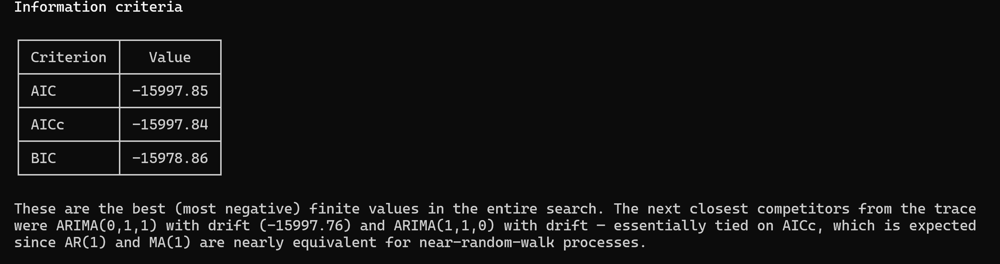 Information criteria
Criterion Value
AIC −15997.85
AICc −15997.84
BIC −15978.86
These are the best (most negative) finite values in the entire search. The next closest competitors from the trace
were ARIMA(0,1,1) with drift (−15997.76) and ARIMA(1,1,0) with drift — essentially tied on AICc, which is expected
since AR(1) and MA(1) are nearly equivalent for near-random-walk processes.